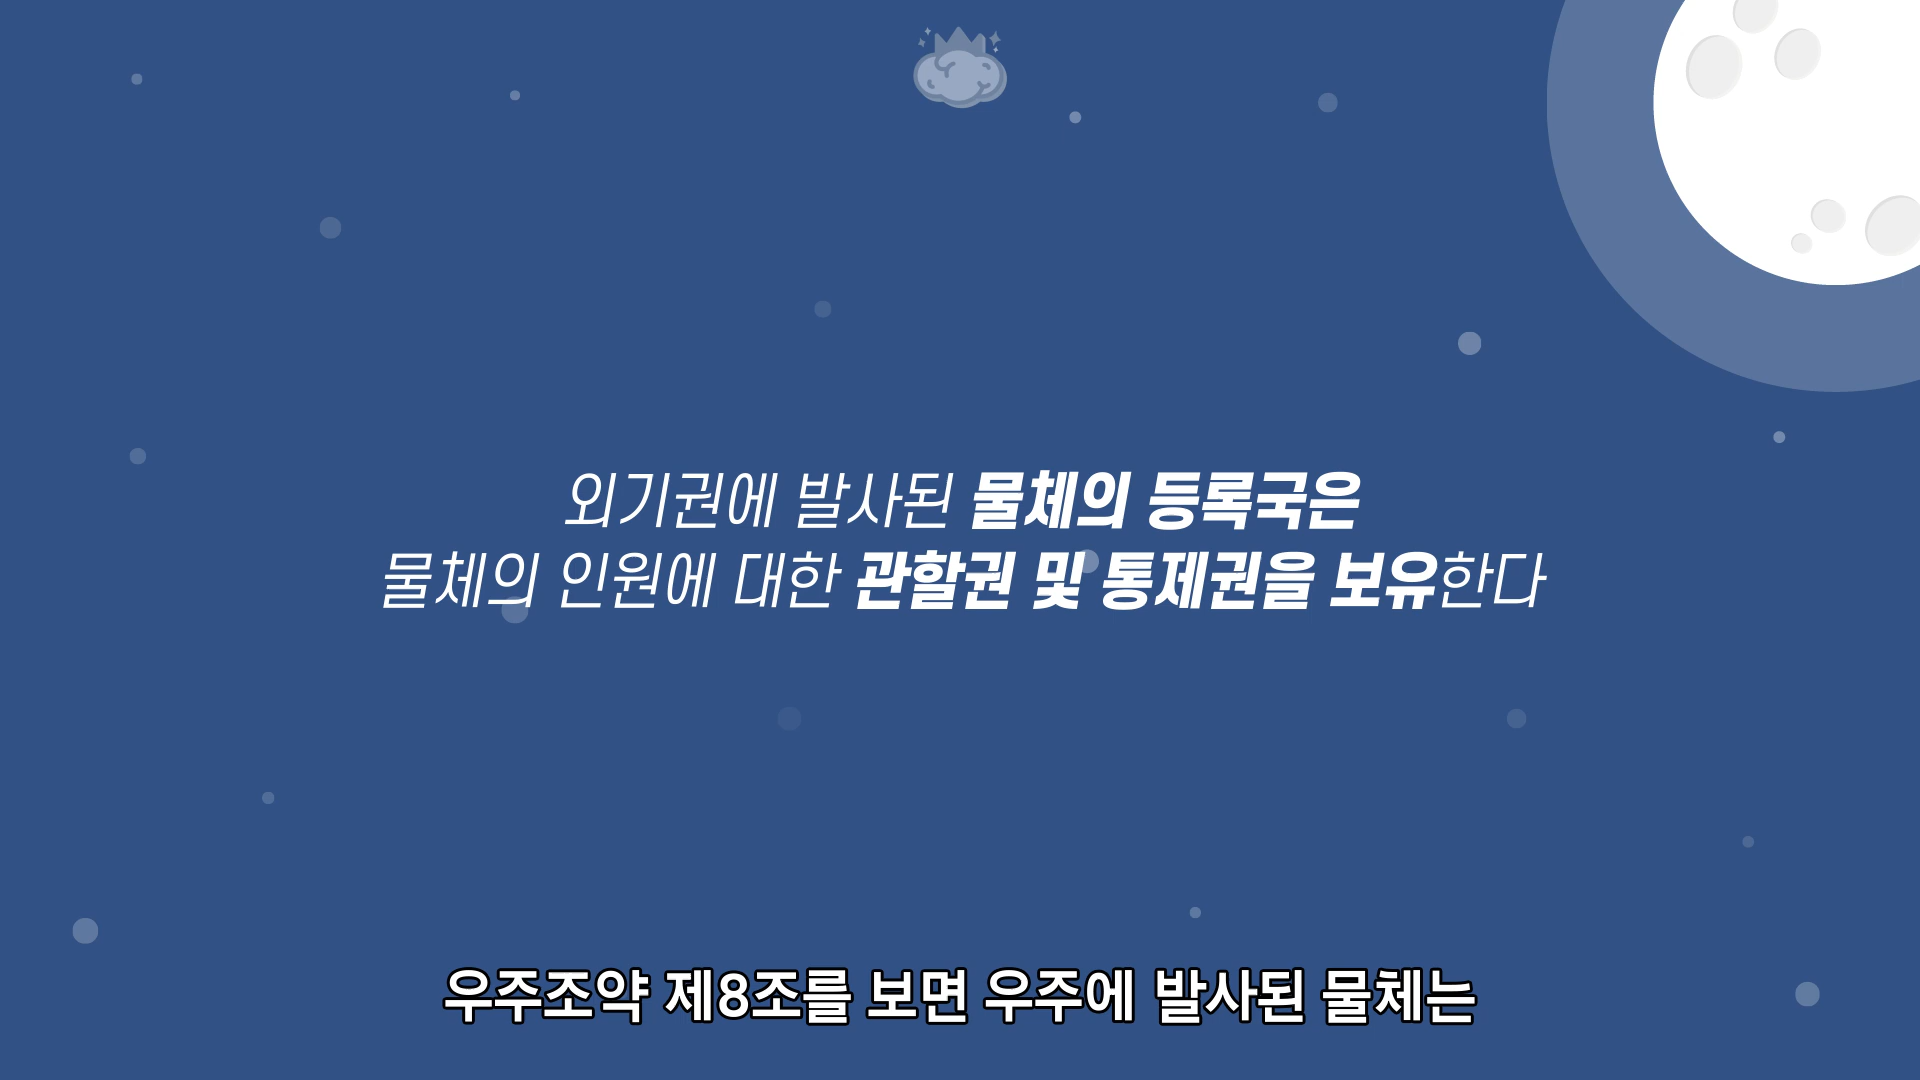 외기권에 발사된 물체의 등록국은
물체의 인원에 대한 관할권 및 통제권을 보유한다
우주조약 제8조를 보면 우주에 발사된 물체는